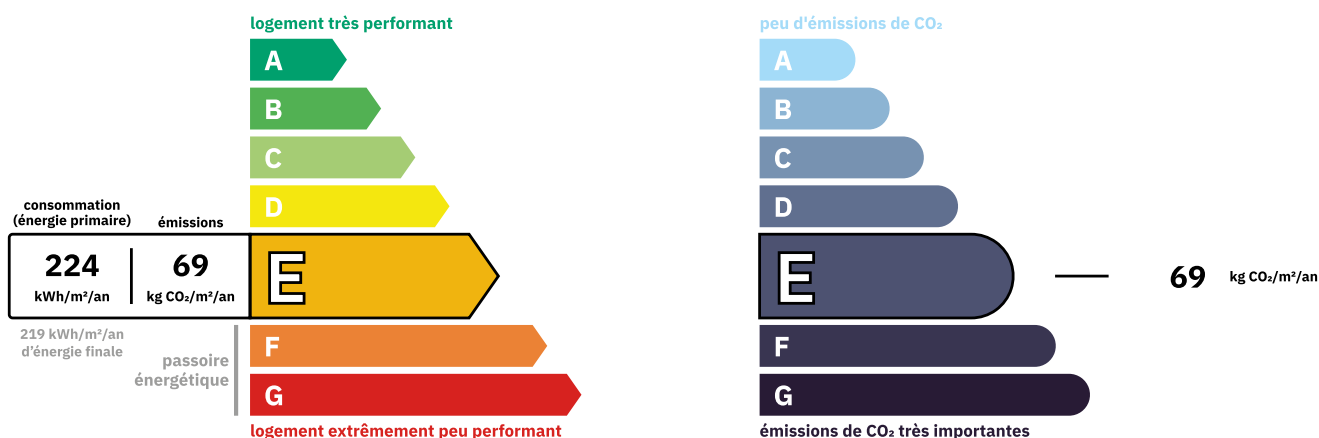 logement très performant
A
B
C
D
consommation
(énergie primaire)
émissions
224
kWh/m²/an
69
kg CO₂/m²/an
E
219 kWh/m²/an
d'énergie finale
passoire
énergétique
F
G
logement extrêmement peu performant
peu d'émissions de CO₂
A
B
C
D
E
69 kg CO₂/m²/an
F
G
émissions de CO₂ très importantes